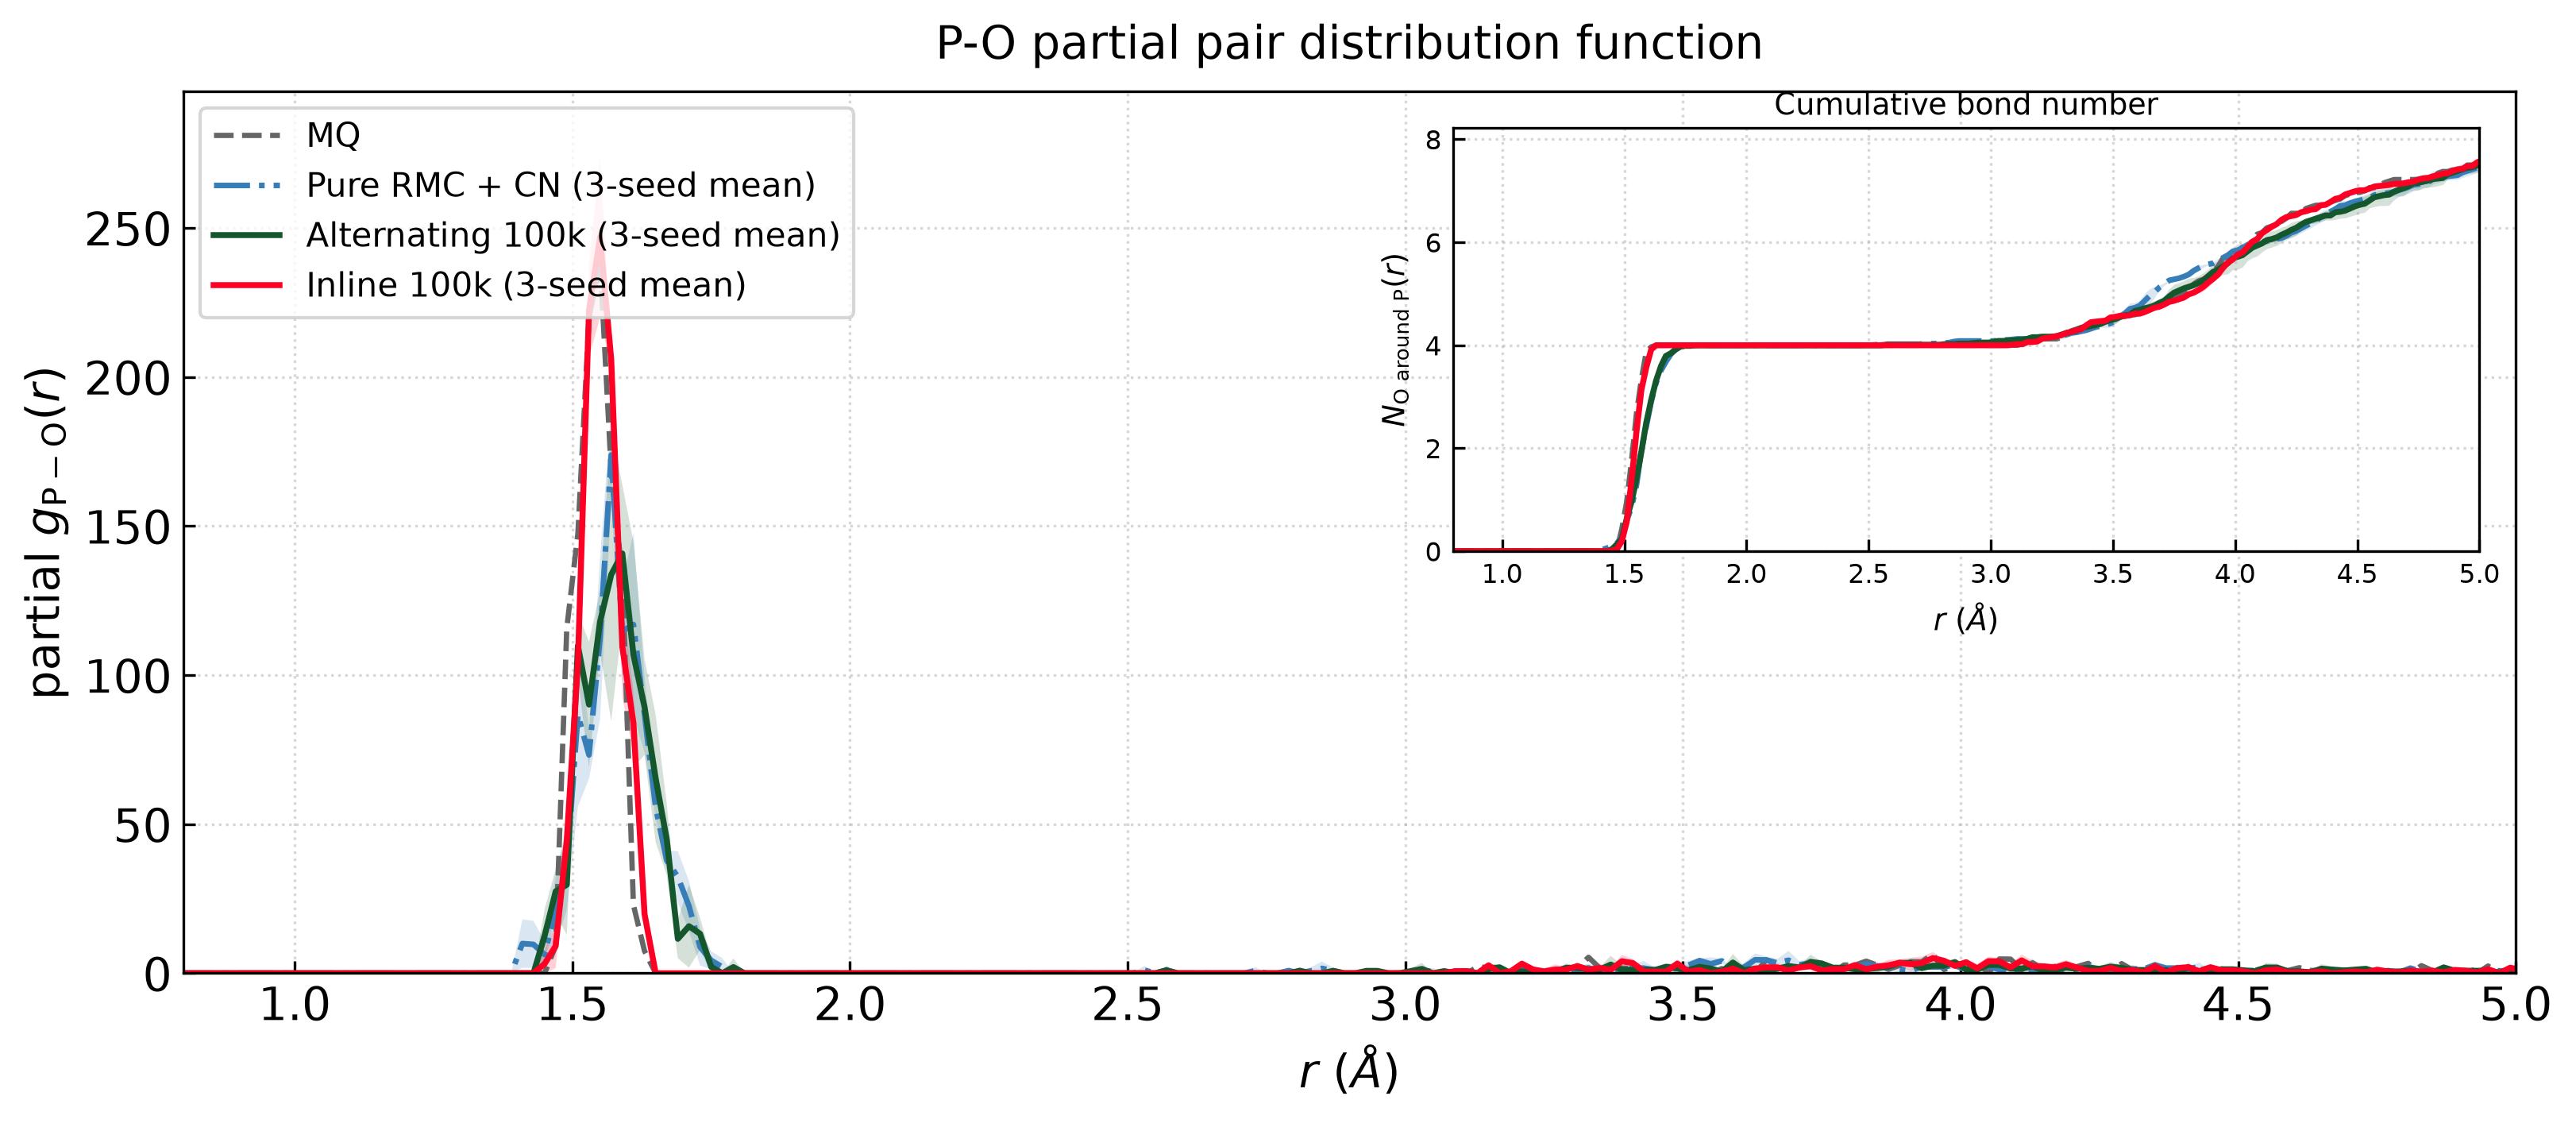 P-O partial pair distribution function
MQ
Pure RMC + CN (3-seed mean)
Alternating 100k (3-seed mean)
Inline 100k (3-seed mean)
partial g_P−O(r)
250
200
150
100
50
0
1.0 1.5 2.0 2.5 3.0 3.5 4.0 4.5 5.0
r (Å)
Cumulative bond number
N_O around P(r)
8
6
4
2
0
1.0 1.5 2.0 2.5 3.0 3.5 4.0 4.5 5.0
r (Å)